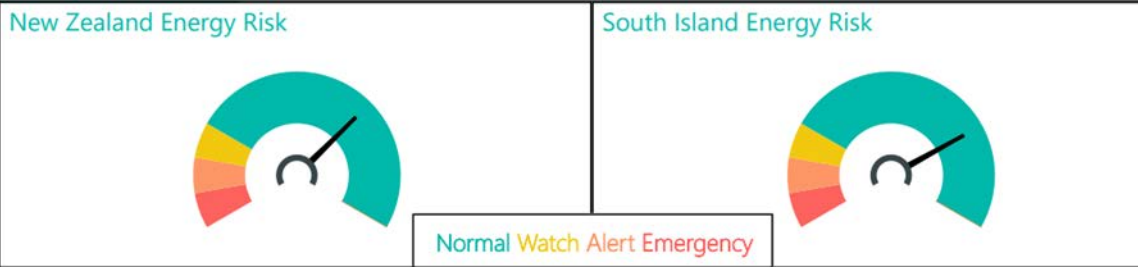 New Zealand Energy Risk
South Island Energy Risk
Normal Watch Alert Emergency